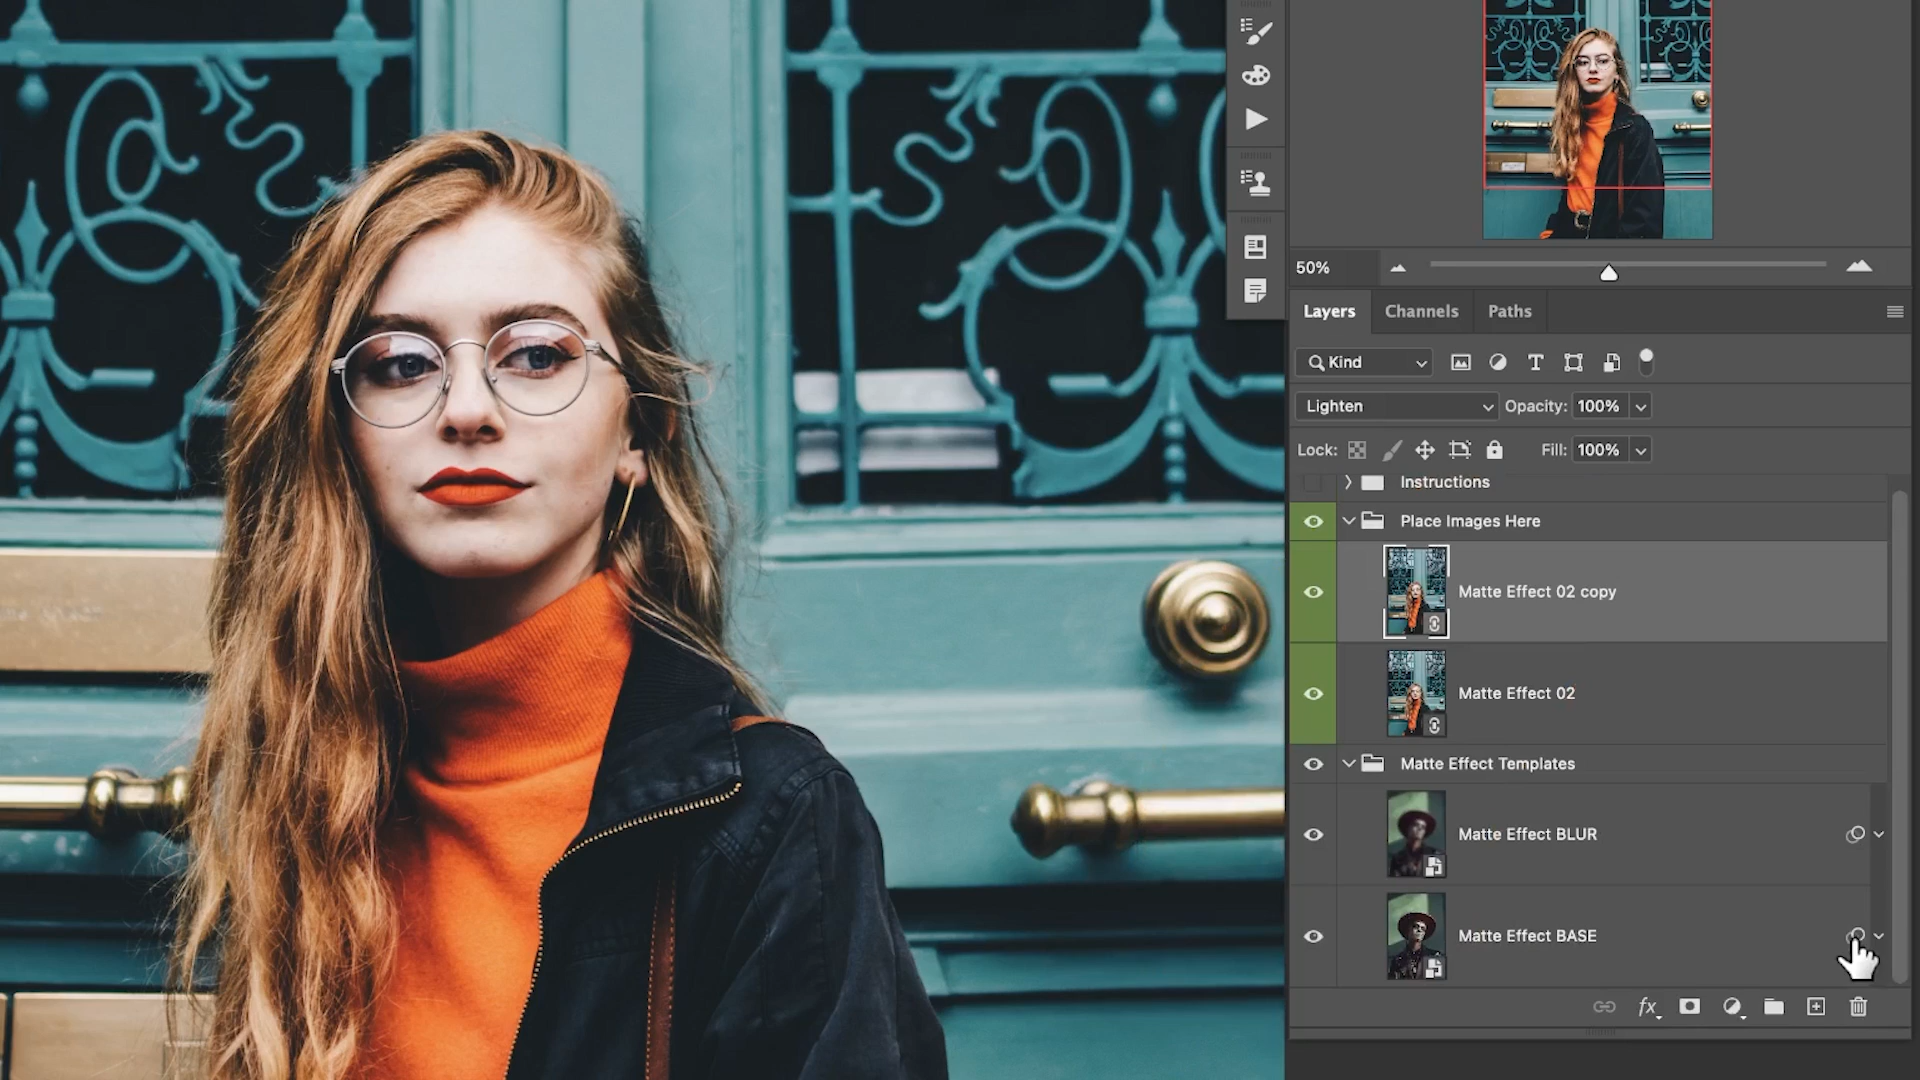 50%
Layers Channels Paths
Kind
Lighten Opacity: 100%
Lock: Fill: 100%
Instructions
Place Images Here
Matte Effect 02 copy
Matte Effect 02
Matte Effect Templates
Matte Effect BLUR
Matte Effect BASE
fx